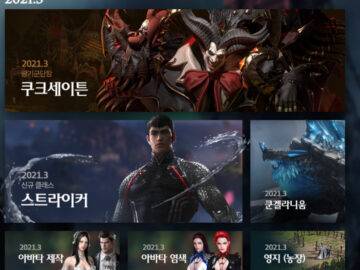 2021.3
2021.3
광기군단장
쿠크세이튼
2021.3
신규 클래스
스트라이커
2021.3
쿤겔라니움
2021.3
아바타 제작
2021.3
아바타 염색
2021.3
영지 (농장)